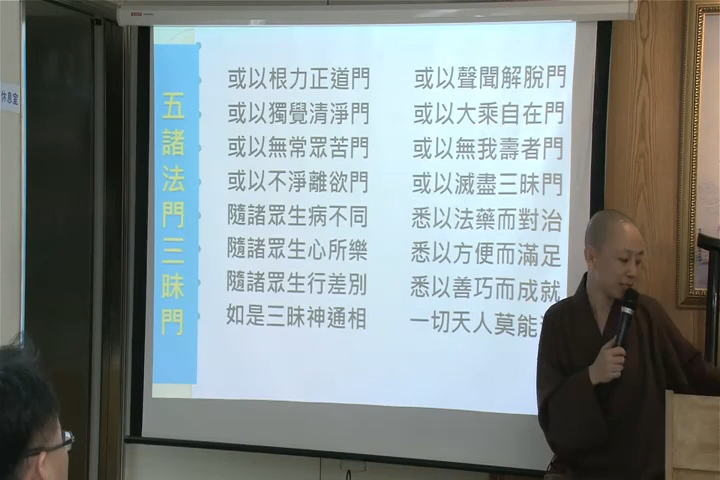 休息室
五諸法門三昧門
或以根力正道門 或以聲聞解脫門
或以獨覺清淨門 或以大乘自在門
或以無常眾苦門 或以無我壽者門
或以不淨離欲門 或以滅盡三昧門
隨諸眾生病不同 悉以法藥而對治
隨諸眾生心所樂 悉以方便而滿足
隨諸眾生行差別 悉以善巧而成就
如是三昧神通相 一切天人莫能